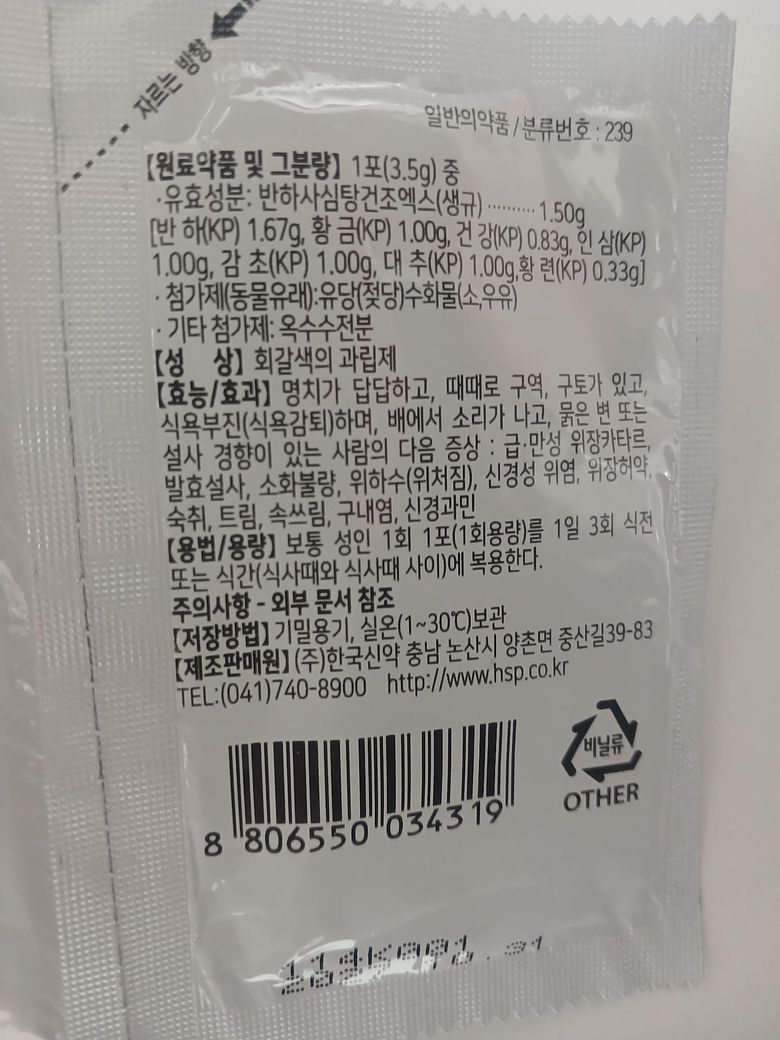 자르는 방향
일반의약품/분류번호 : 239
【원료약품 및 그분량】 1포(3.5g) 중
·유효성분: 반하사심탕건조엑스(생규) ·········· 1.50g
[반 하(KP) 1.67g, 황 금(KP) 1.00g, 건 강(KP) 0.83g, 인 삼(KP)
1.00g, 감 초(KP) 1.00g, 대 추(KP) 1.00g,황 련(KP) 0.33g]
· 첨가제(동물유래):유당(젖당)수화물(소,우유)
· 기타 첨가제: 옥수수전분
【성 상】 회갈색의 과립제
【효능/효과】 명치가 답답하고, 때때로 구역, 구토가 있고,
식욕부진(식욕감퇴)하며, 배에서 소리가 나고, 묽은 변 또는
설사 경향이 있는 사람의 다음 증상 : 급·만성 위장카타르,
발효설사, 소화불량, 위하수(위처짐), 신경성 위염, 위장허약,
숙취, 트림, 속쓰림, 구내염, 신경과민
【용법/용량】 보통 성인 1회 1포(1회용량)를 1일 3회 식전
또는 식간(식사때와 식사때 사이)에 복용한다.
주의사항 - 외부 문서 참조
【저장방법】 기밀용기, 실온(1~30℃)보관
【제조판매원】 (주)한국신약 충남 논산시 양촌면 중산길39-83
TEL:(041)740-8900 http://www.hsp.co.kr
비닐류
OTHER
8 806550 034319